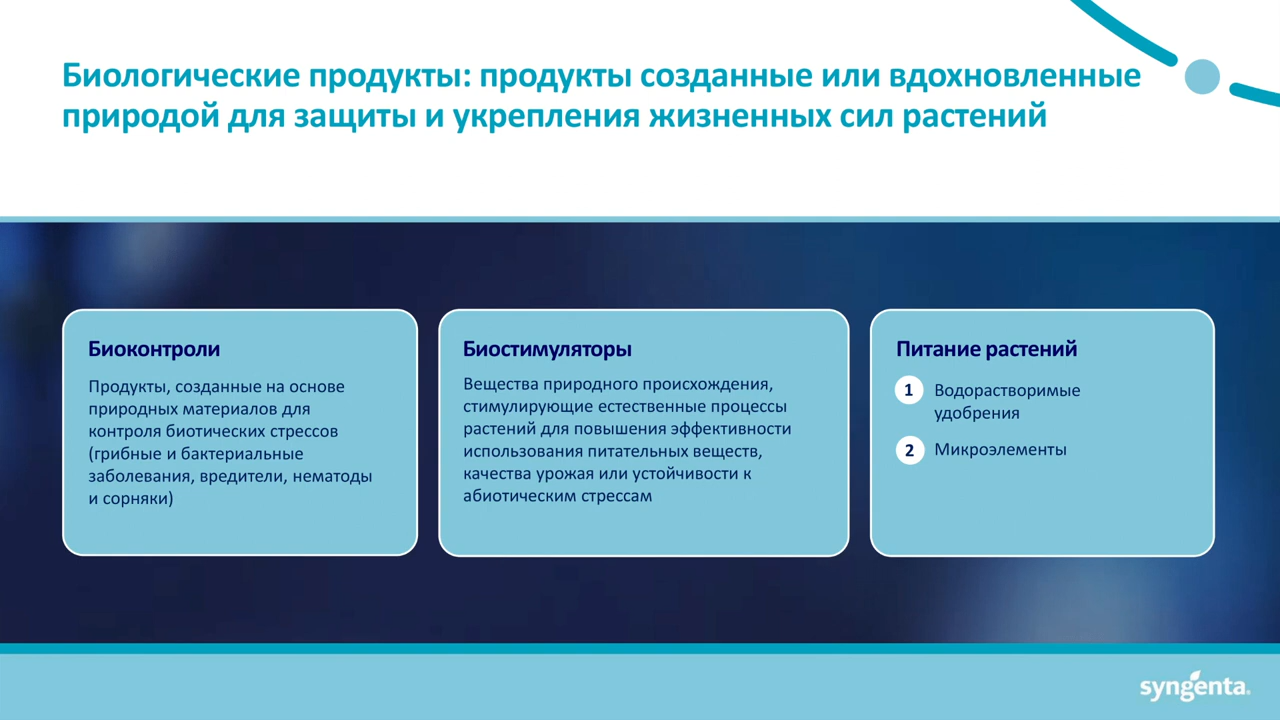 Биологические продукты: продукты созданные или вдохновленные
природой для защиты и укрепления жизненных сил растений
Биоконтроли
Продукты, созданные на основе
природных материалов для
контроля биотических стрессов
(грибные и бактериальные
заболевания, вредители, нематоды
и сорняки)
Биостимуляторы
Вещества природного происхождения,
стимулирующие естественные процессы
растений для повышения эффективности
использования питательных веществ,
качества урожая или устойчивости к
абиотическим стрессам
Питание растений
1 Водорастворимые
удобрения
2 Микроэлементы
syngenta.